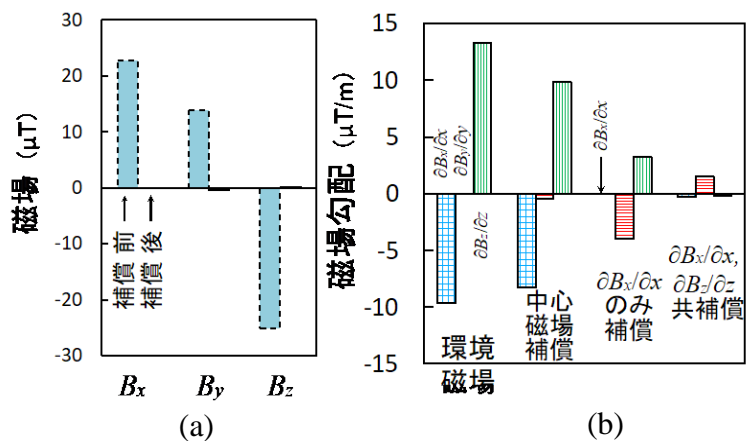 磁場 (μT)
30
20
10
0
-10
-20
-30
補償前
補償後
Bx
By
Bz
(a)
磁場勾配 (μT/m)
15
10
5
0
-5
-10
-15
∂Bx/∂x
∂By/∂y
∂Bz/∂z
∂Bx/∂x
環境
磁場
中心
磁場
補償
∂Bx/∂x
のみ
補償
∂Bx/∂x,
∂Bz/∂z
共補償
(b)